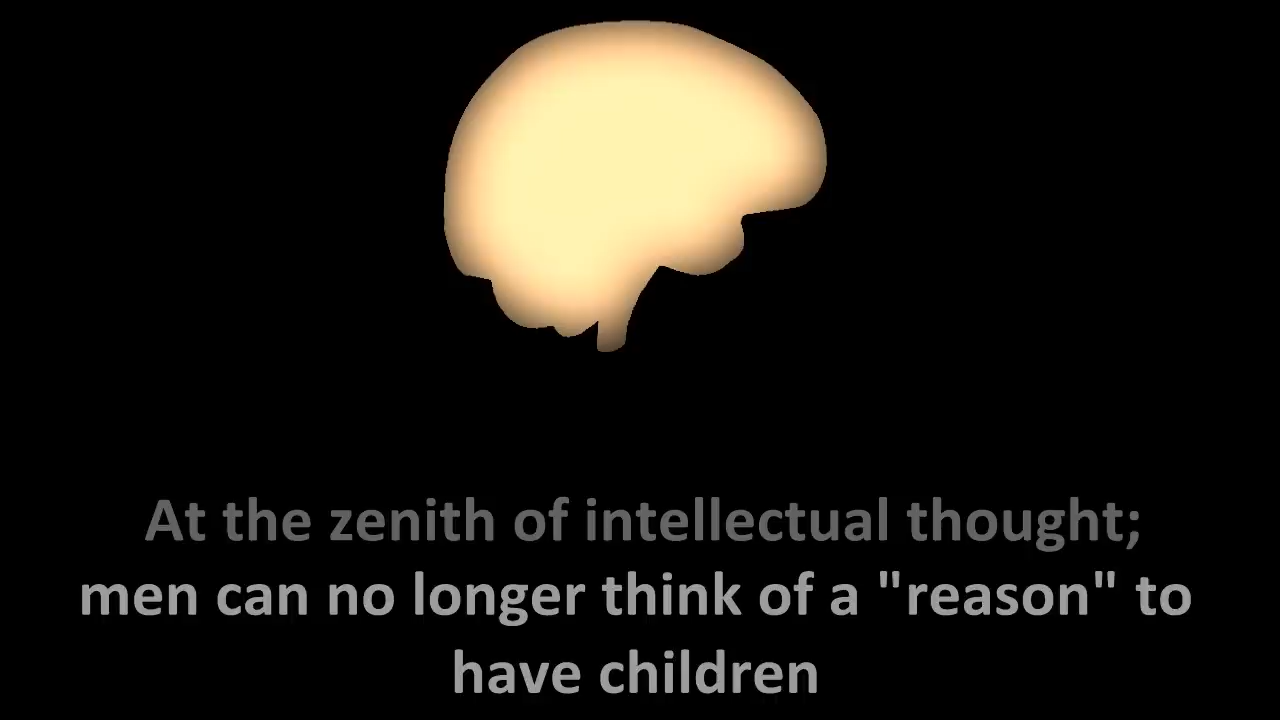 At the zenith of intellectual thought;
men can no longer think of a "reason" to
have children